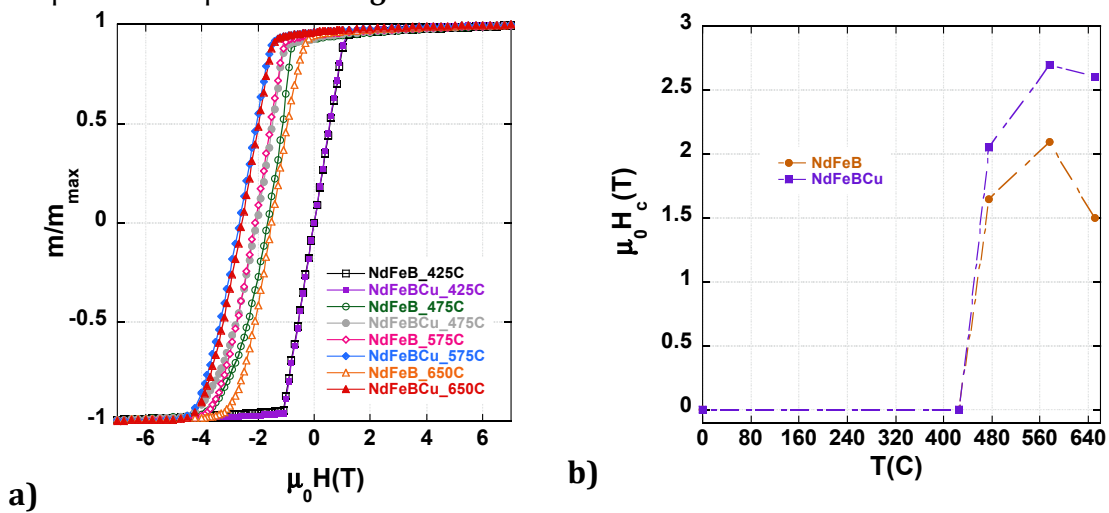 1
0.5
0
-0.5
-1
m/m_max
-6 -4 -2 0 2 4 6
μ₀H(T)
NdFeB_425C
NdFeBCu_425C
NdFeB_475C
NdFeBCu_475C
NdFeB_575C
NdFeBCu_575C
NdFeB_650C
NdFeBCu_650C
a)
3
2.5
2
1.5
1
0.5
0
μ₀H_c(T)
NdFeB
NdFeBCu
0 80 160 240 320 400 480 560 640
T(C)
b)